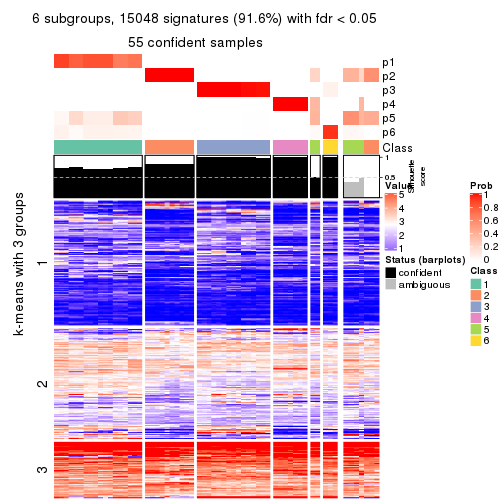 6 subgroups, 15048 signatures (91.6%) with fdr < 0.05
55 confident samples
p1
p2
p3
p4
p5
p6
Class
1
0.5
Silhouette
score
k-means with 3 groups
1
2
3
Value
5
4
3
2
1
Status (barplots)
confident
ambiguous
Prob
1
0.8
0.6
0.4
0.2
0
Class
1
2
3
4
5
6